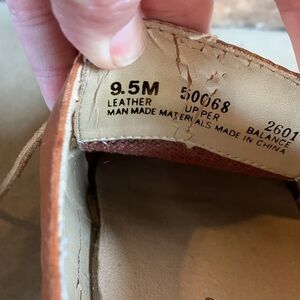 9.5M 50068 2601
LEATHER UPPER BALANCE
MAN MADE MATERIALS MADE IN CHINA